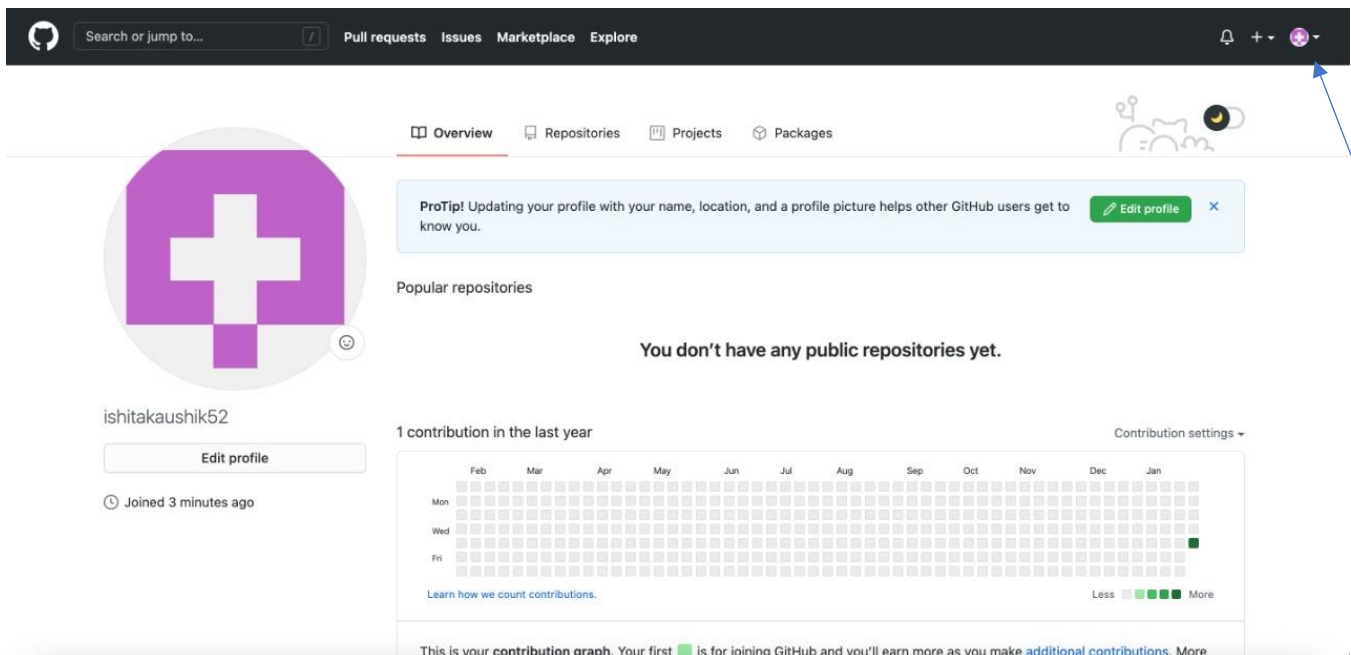 Search or jump to... /
Pull requests Issues Marketplace Explore
Overview Repositories Projects Packages
ProTip! Updating your profile with your name, location, and a profile picture helps other GitHub users get to
know you.
Edit profile
Popular repositories
You don't have any public repositories yet.
ishitakaushik52
Edit profile
Joined 3 minutes ago
1 contribution in the last year
Contribution settings
Feb Mar Apr May Jun Jul Aug Sep Oct Nov Dec Jan
Mon
Wed
Fri
Learn how we count contributions.
Less More
This is your contribution graph. Your first is for joining GitHub and you'll earn more as you make additional contributions. More